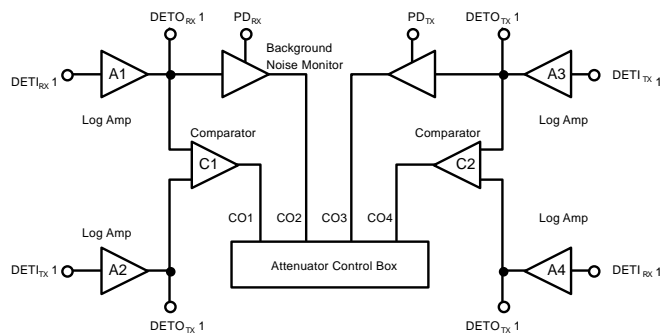 DETO RX 1
PD RX
PD TX
DETO TX 1
Background
Noise Monitor
A1
A3
DETI RX 1
DETI TX 1
Log Amp
Log Amp
Comparator
Comparator
C1
C2
CO1
CO2
CO3
CO4
Log Amp
Log Amp
DETI TX 1
A2
Attenuator Control Box
A4
DETI RX 1
DETO TX 1
DETO TX 1